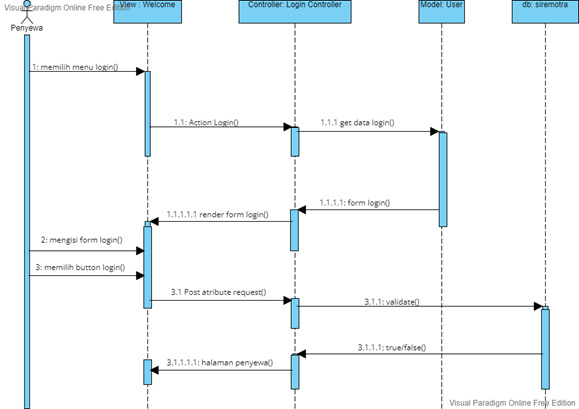 Visual Paradigm Online Free Edition
View : Welcome
Controller: Login Controller
Model: User
db: siremotra
Penyewa
1: memilih menu login()
1.1: Action Login()
1.1.1 get data login()
1.1.1.1: form login()
1.1.1.1.1 render form login()
2: mengisi form login()
3: memilih button login()
3.1 Post atribute request()
3.1.1: validate()
3.1.1.1: true/false()
3.1.1.1.1: halaman penyewa()
Visual Paradigm Online Free Edition